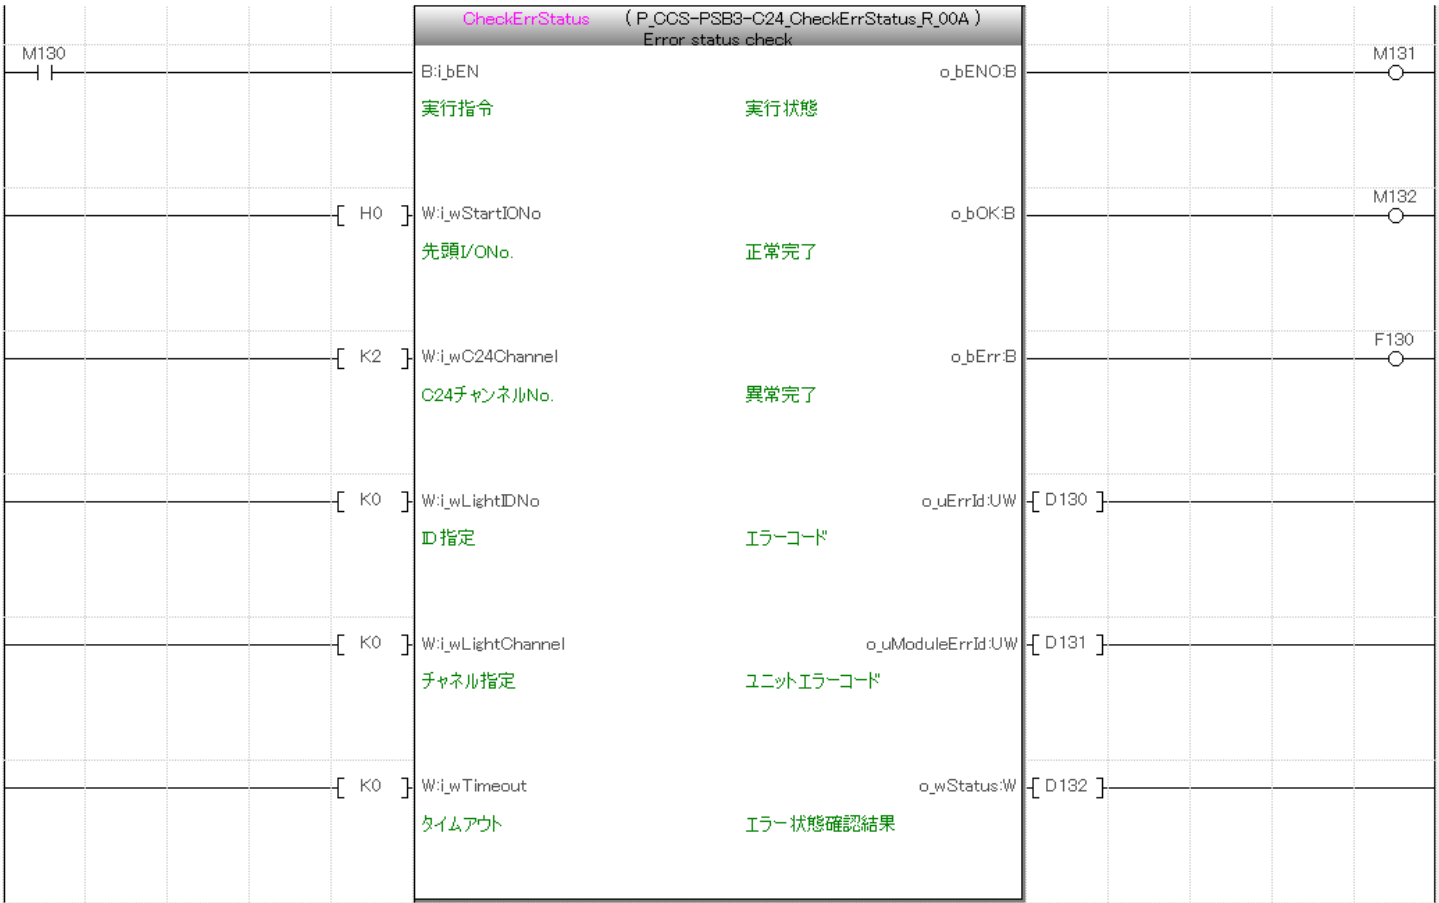 CheckErrStatus (P_CCS-PSB3-C24_CheckErrStatus_R_00A)
Error status check
M130 M131
B:i_bEN o_bENO:B
実行指令 実行状態
M132
H0 W:i_wStartIONo o_bOK:B
先頭I/ONo. 正常完了
F130
K2 W:i_wC24Channel o_bErr:B
C24チャンネルNo. 異常完了
K0 W:i_wLightIDNo o_uErrId:UW D130
ID指定 エラーコード
K0 W:i_wLightChannel o_uModuleErrId:UW D131
チャネル指定 ユニットエラーコード
K0 W:i_wTimeout o_wStatus:W D132
タイムアウト エラー状態確認結果